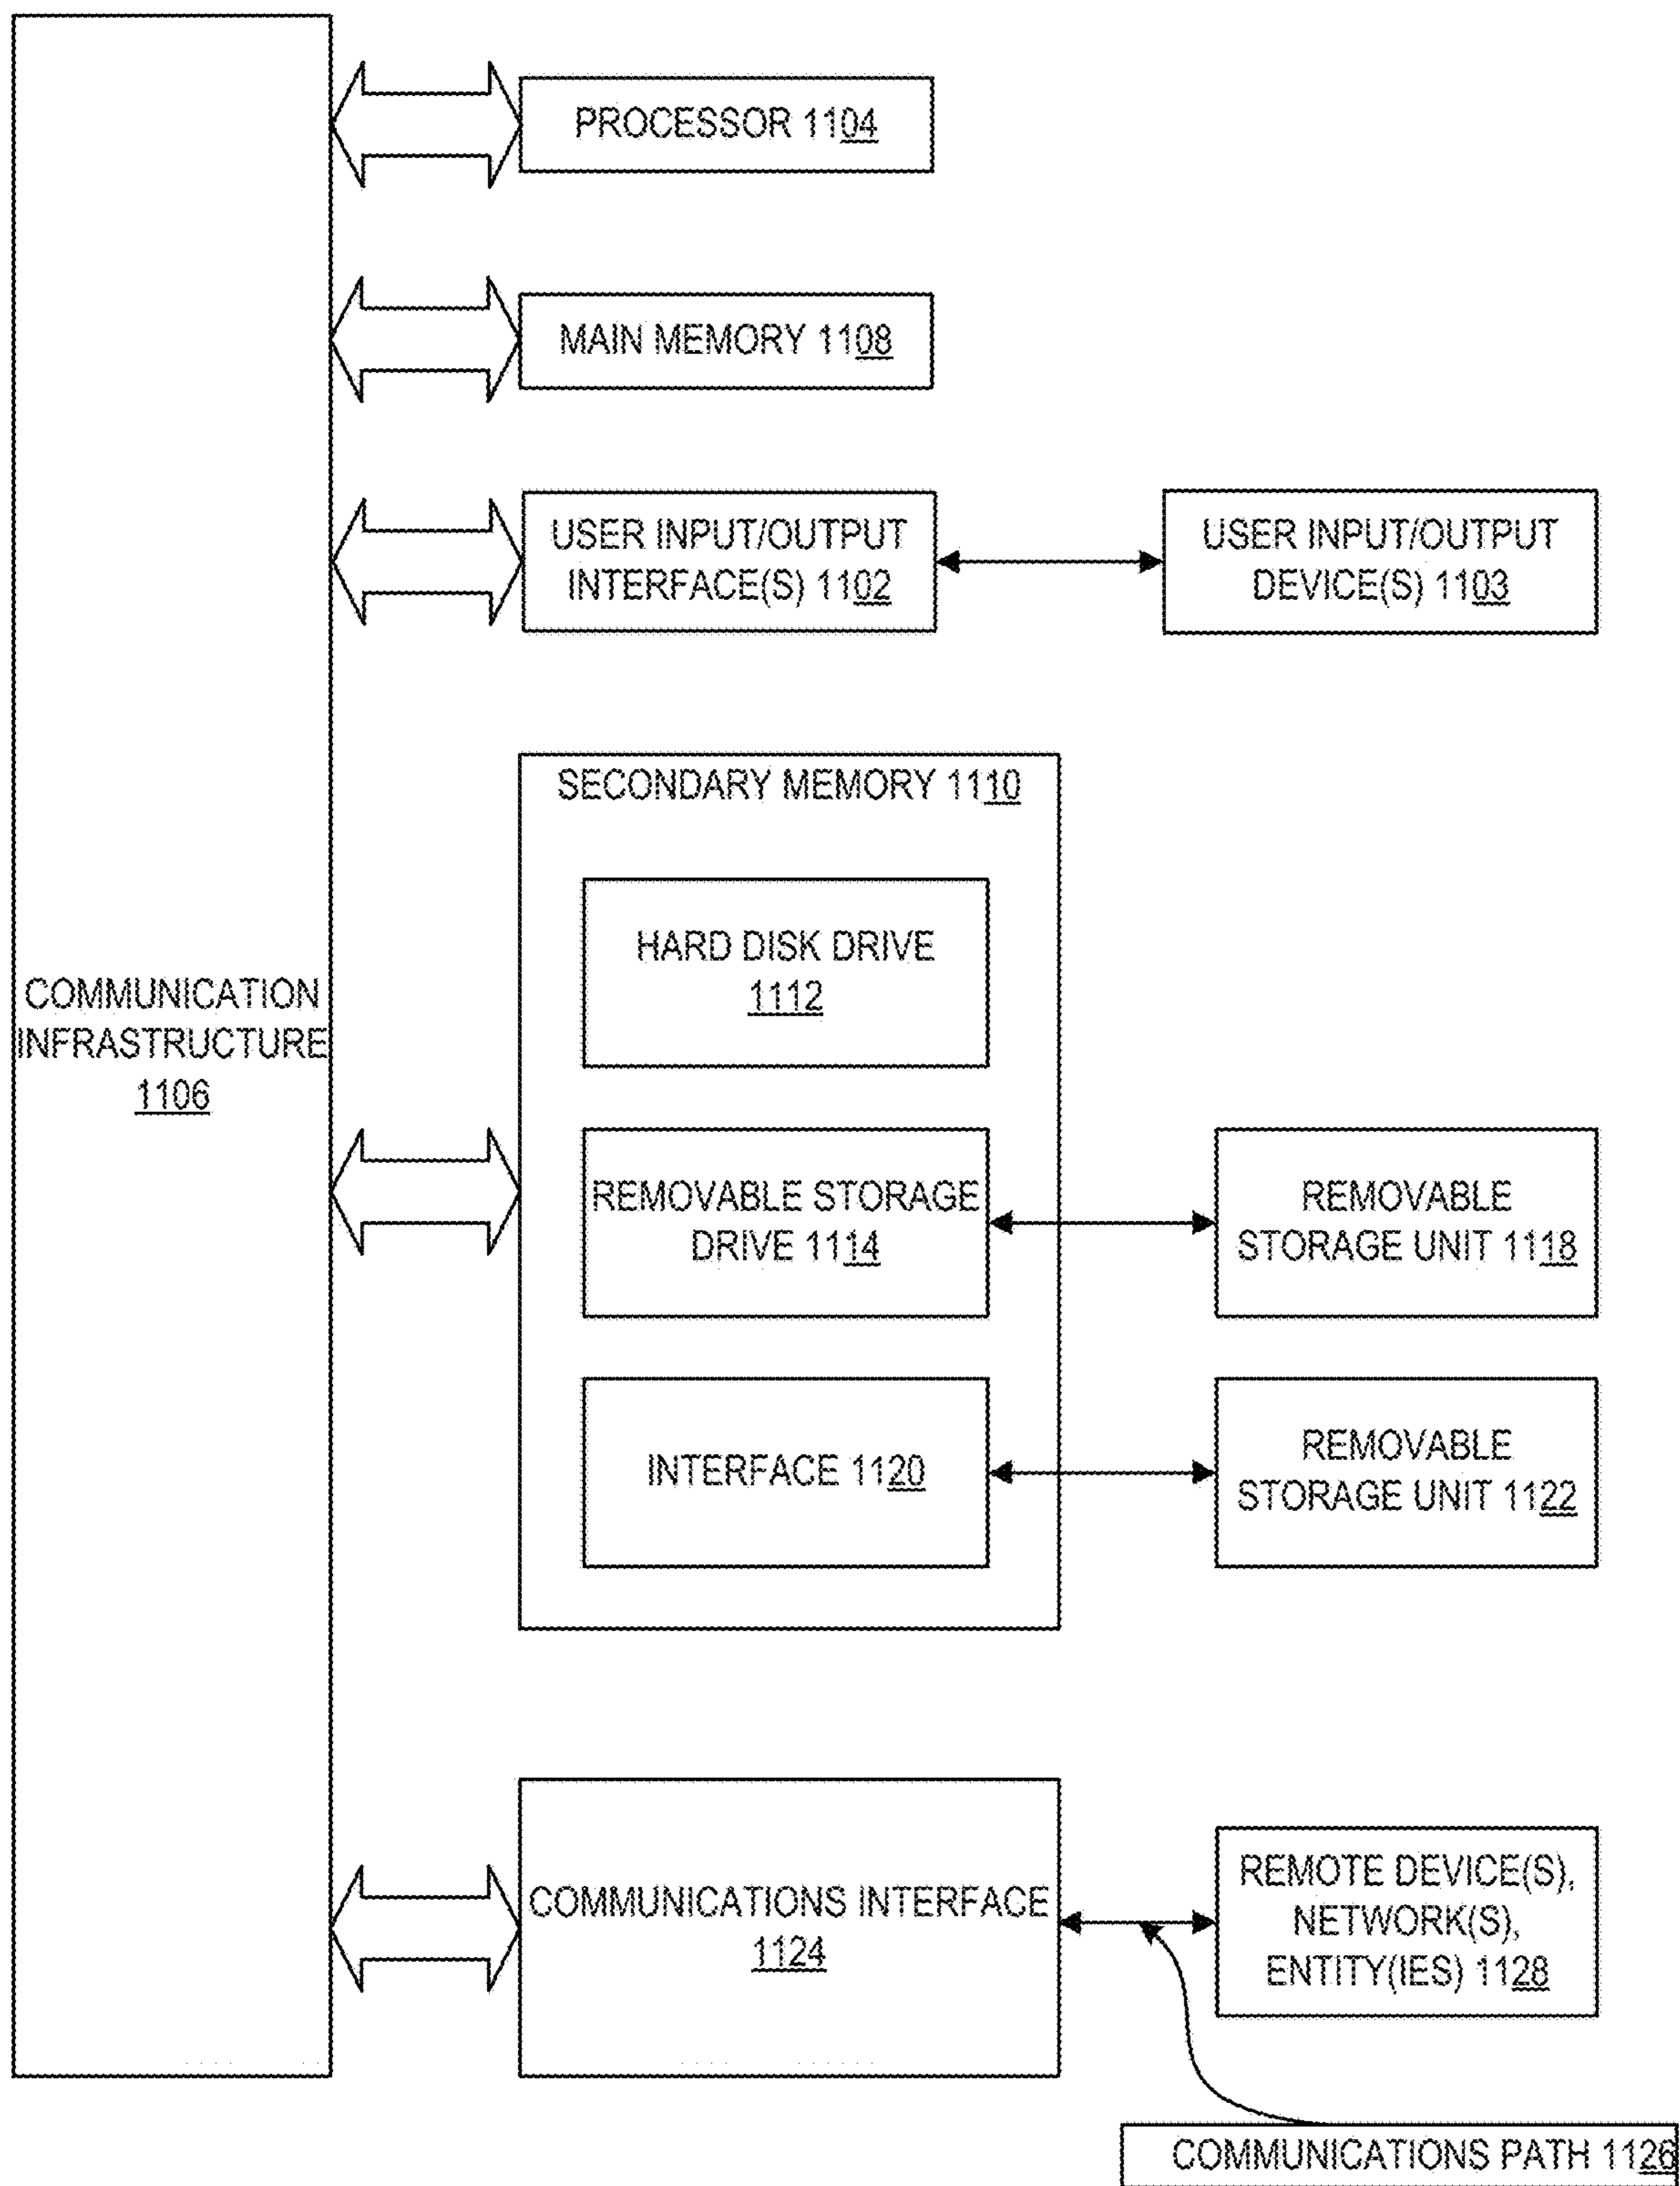 PROCESSOR 1104
MAIN MEMORY 1108
USER INPUT/OUTPUT
INTERFACE(S) 1102
USER INPUT/OUTPUT
DEVICE(S) 1103
SECONDARY MEMORY 1110
HARD DISK DRIVE
1112
COMMUNICATION
INFRASTRUCTURE
1106
REMOVABLE STORAGE
DRIVE 1114
REMOVABLE
STORAGE UNIT 1118
INTERFACE 1120
REMOVABLE
STORAGE UNIT 1122
COMMUNICATIONS INTERFACE
1124
REMOTE DEVICE(S),
NETWORK(S),
ENTITY(IES) 1128
COMMUNICATIONS PATH 1126